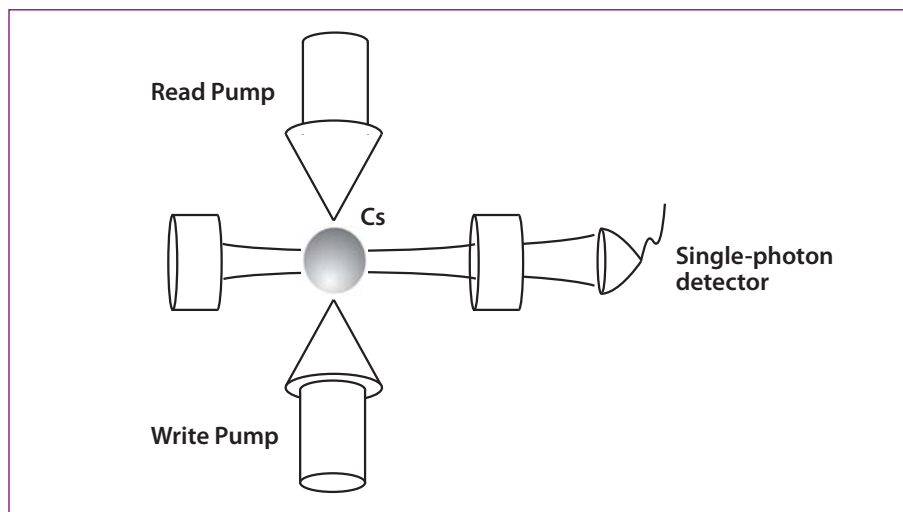 Read Pump
Cs
Single-photon
detector
Write Pump